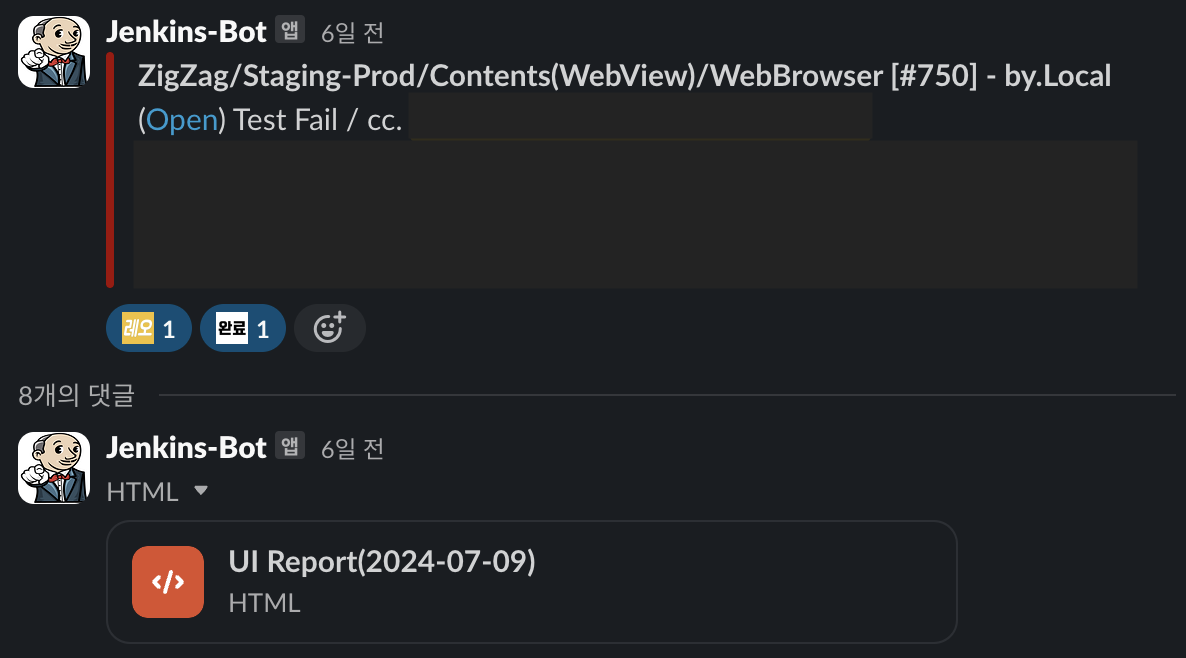 Jenkins-Bot 앱 6일 전
ZigZag/Staging-Prod/Contents(WebView)/WebBrowser [#750] - by.Local
(Open) Test Fail / cc.
레오 1 완료 1
8개의 댓글
Jenkins-Bot 앱 6일 전
HTML
</> UI Report(2024-07-09)
HTML